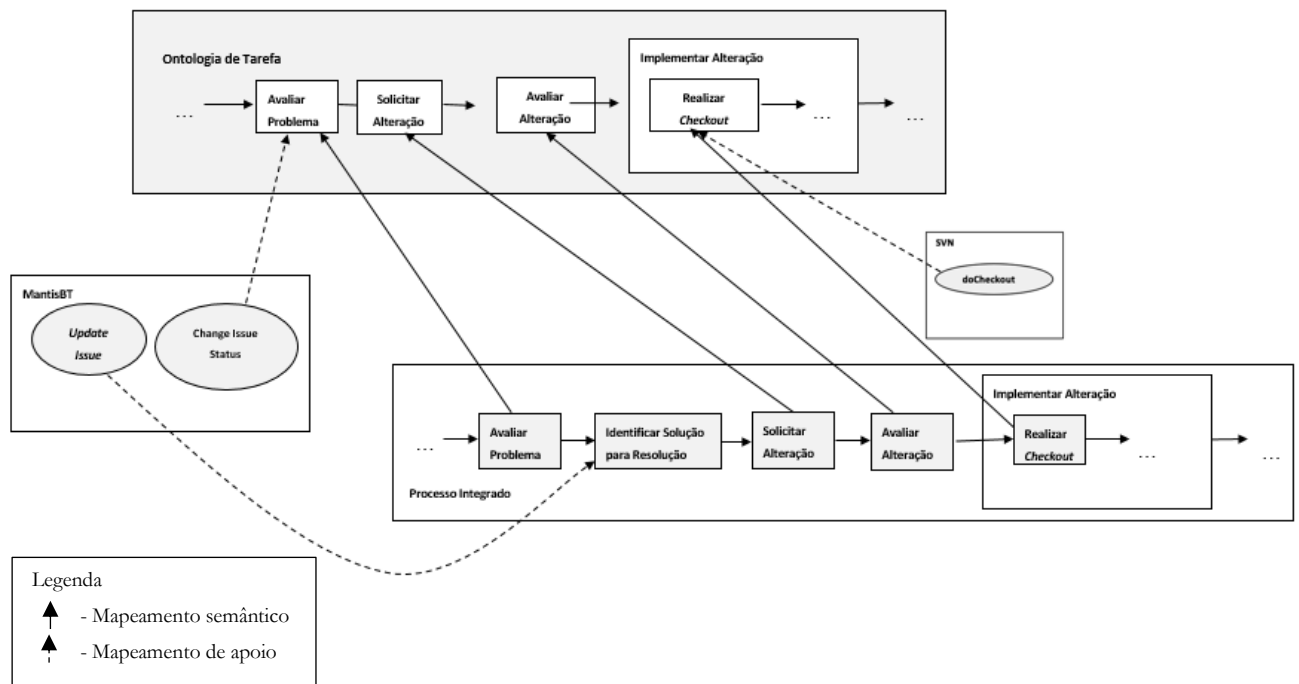 Ontologia de Tarefa
...
Avaliar
Problema
Solicitar
Alteração
Avaliar
Alteração
Implementar Alteração
Realizar
Checkout
...
...
MantisBT
Update
Issue
Change Issue
Status
SVN
doCheckout
...
Avaliar
Problema
Identificar Solução
para Resolução
Solicitar
Alteração
Avaliar
Alteração
Implementar Alteração
Realizar
Checkout
...
...
Processo Integrado
Legenda
- Mapeamento semântico
- Mapeamento de apoio